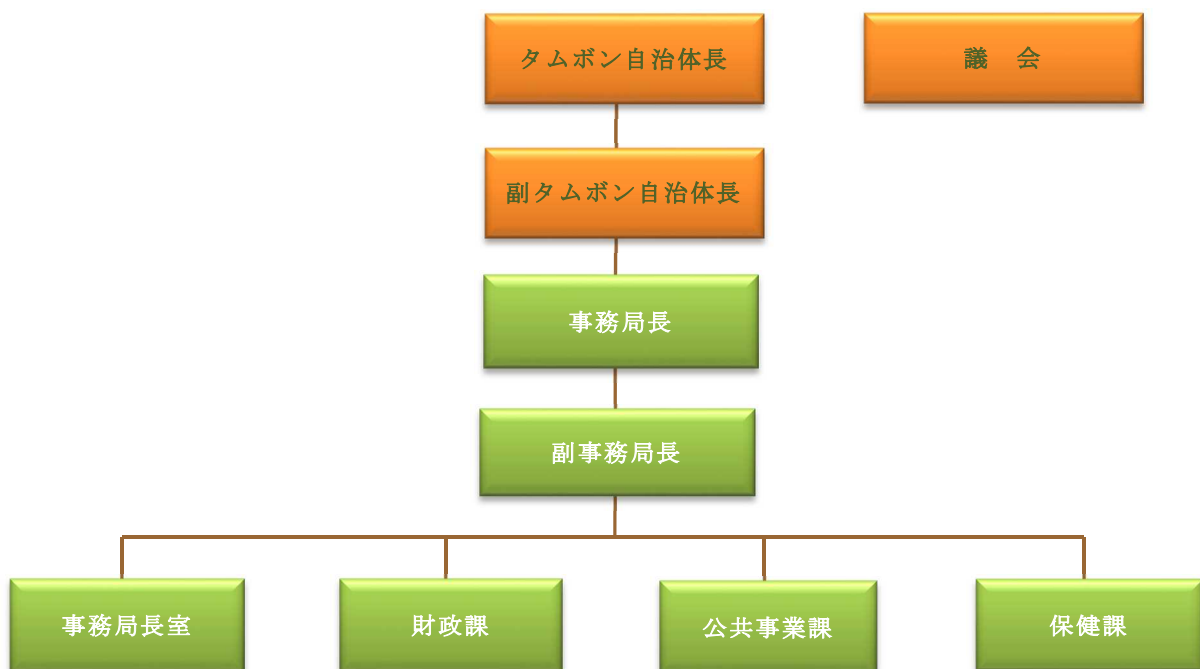 タムボン自治体長
議　会
副タムボン自治体長
事務局長
副事務局長
事務局長室
財政課
公共事業課
保健課